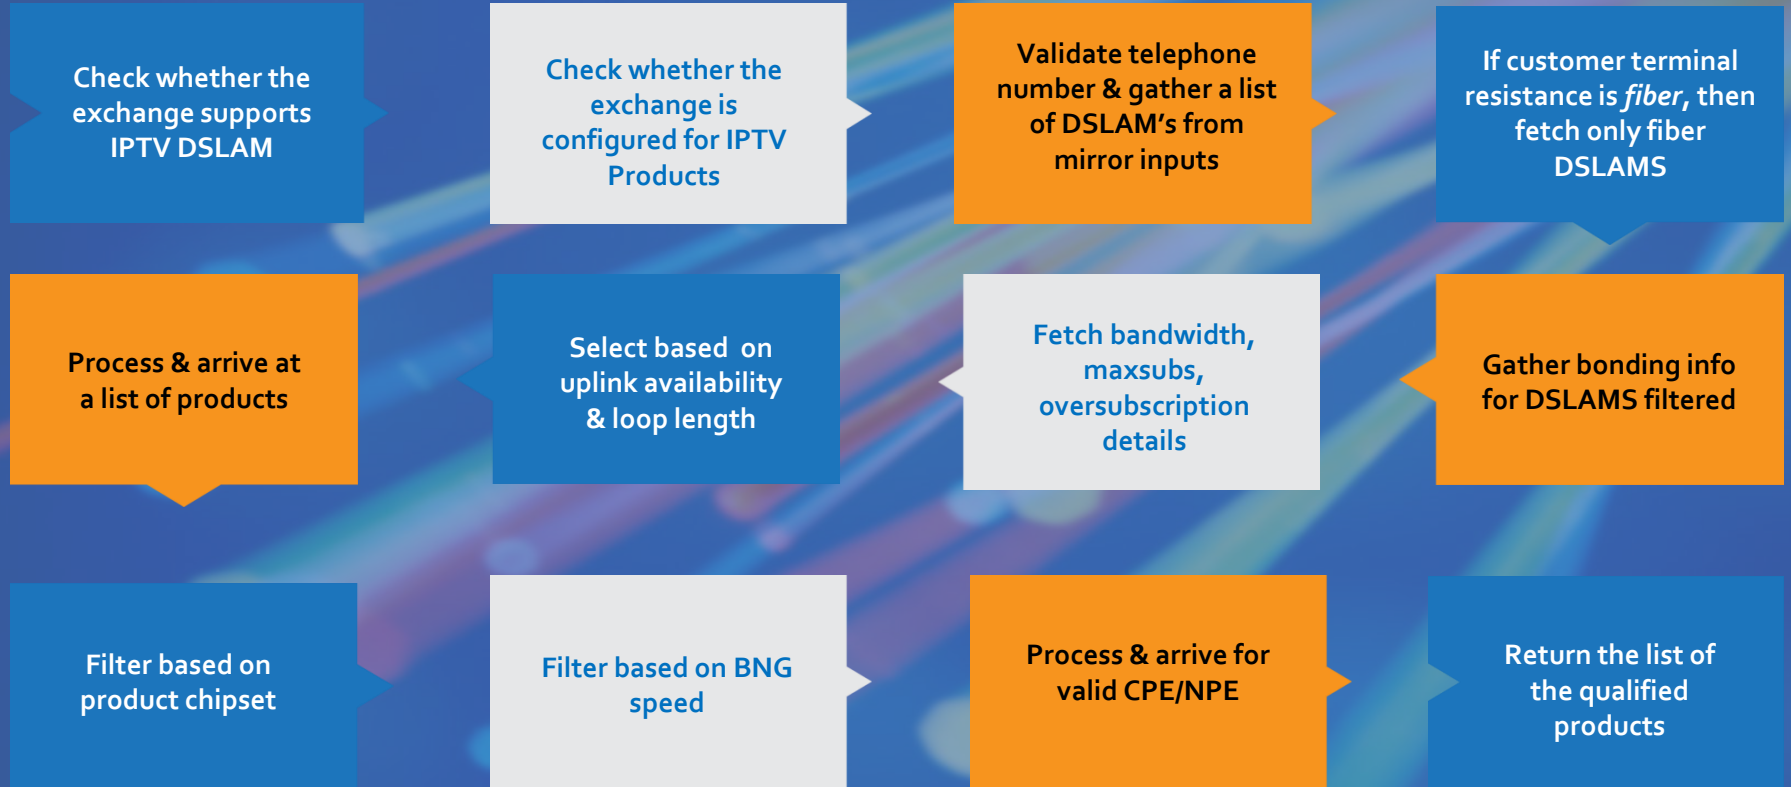 Check whether the
exchange supports
IPTV DSLAM
Check whether the
exchange is
configured for IPTV
Products
Validate telephone
number & gather a list
of DSLAM's from
mirror inputs
If customer terminal
resistance is fiber, then
fetch only fiber
DSLAMS
Gather bonding info
for DSLAMS filtered
Fetch bandwidth,
maxsubs,
oversubscription
details
Select based on
uplink availability
& loop length
Process & arrive at
a list of products
Filter based on
product chipset
Filter based on BNG
speed
Process & arrive for
valid CPE/NPE
Return the list of
the qualified
products